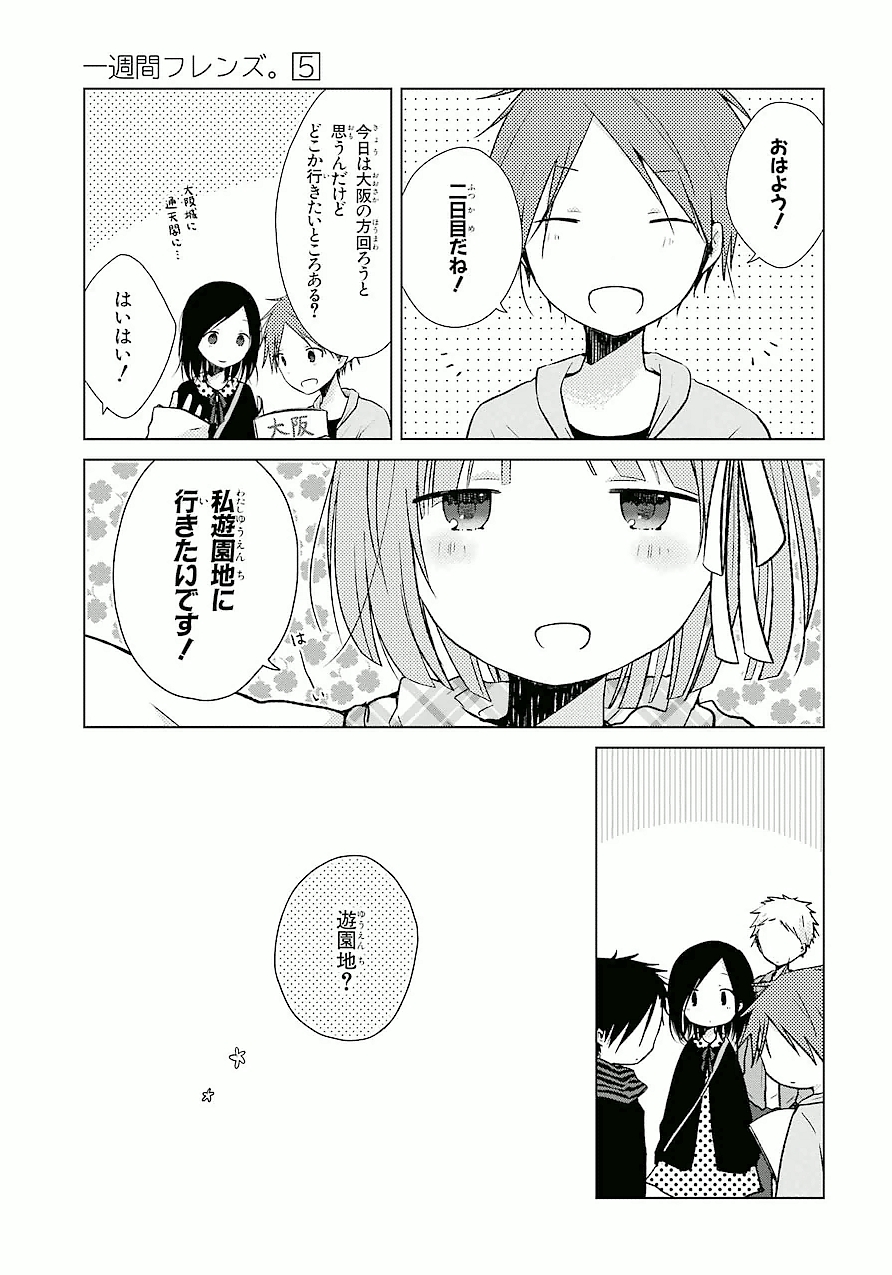 一週間フレンズ。5
おはよう！
二日目だね！
今日は大阪の方回ろうと
思うんだけど
どこか行きたいところある？
大阪城に
通天閣に…
はいはい！
大阪
私遊園地に
行きたいです！
はーい
遊園地？